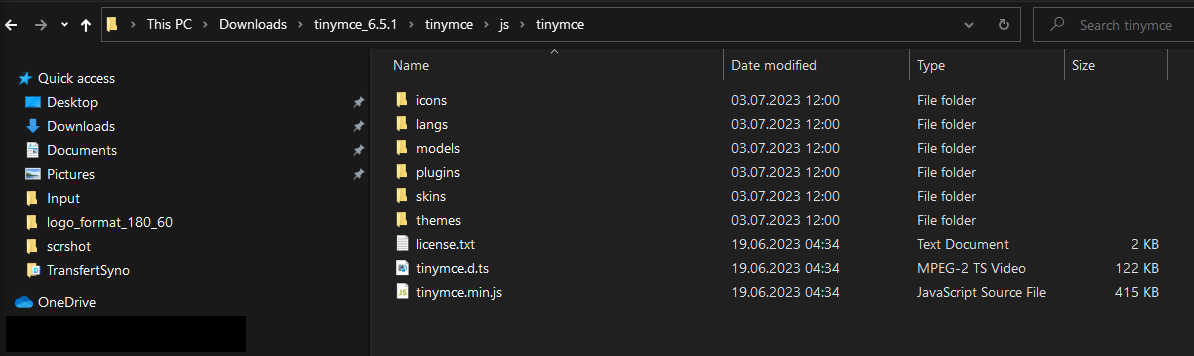 This PC > Downloads > tinymce_6.5.1 > tinymce > js > tinymce
Search tinymce
Name Date modified Type Size
Quick access
Desktop
Downloads
Documents
Pictures
Input
logo_format_180_60
scrshot
TransfertSyno
OneDrive
icons 03.07.2023 12:00 File folder
langs 03.07.2023 12:00 File folder
models 03.07.2023 12:00 File folder
plugins 03.07.2023 12:00 File folder
skins 03.07.2023 12:00 File folder
themes 03.07.2023 12:00 File folder
license.txt 19.06.2023 04:34 Text Document 2 KB
tinymce.d.ts 19.06.2023 04:34 MPEG-2 TS Video 122 KB
tinymce.min.js 19.06.2023 04:34 JavaScript Source File 415 KB